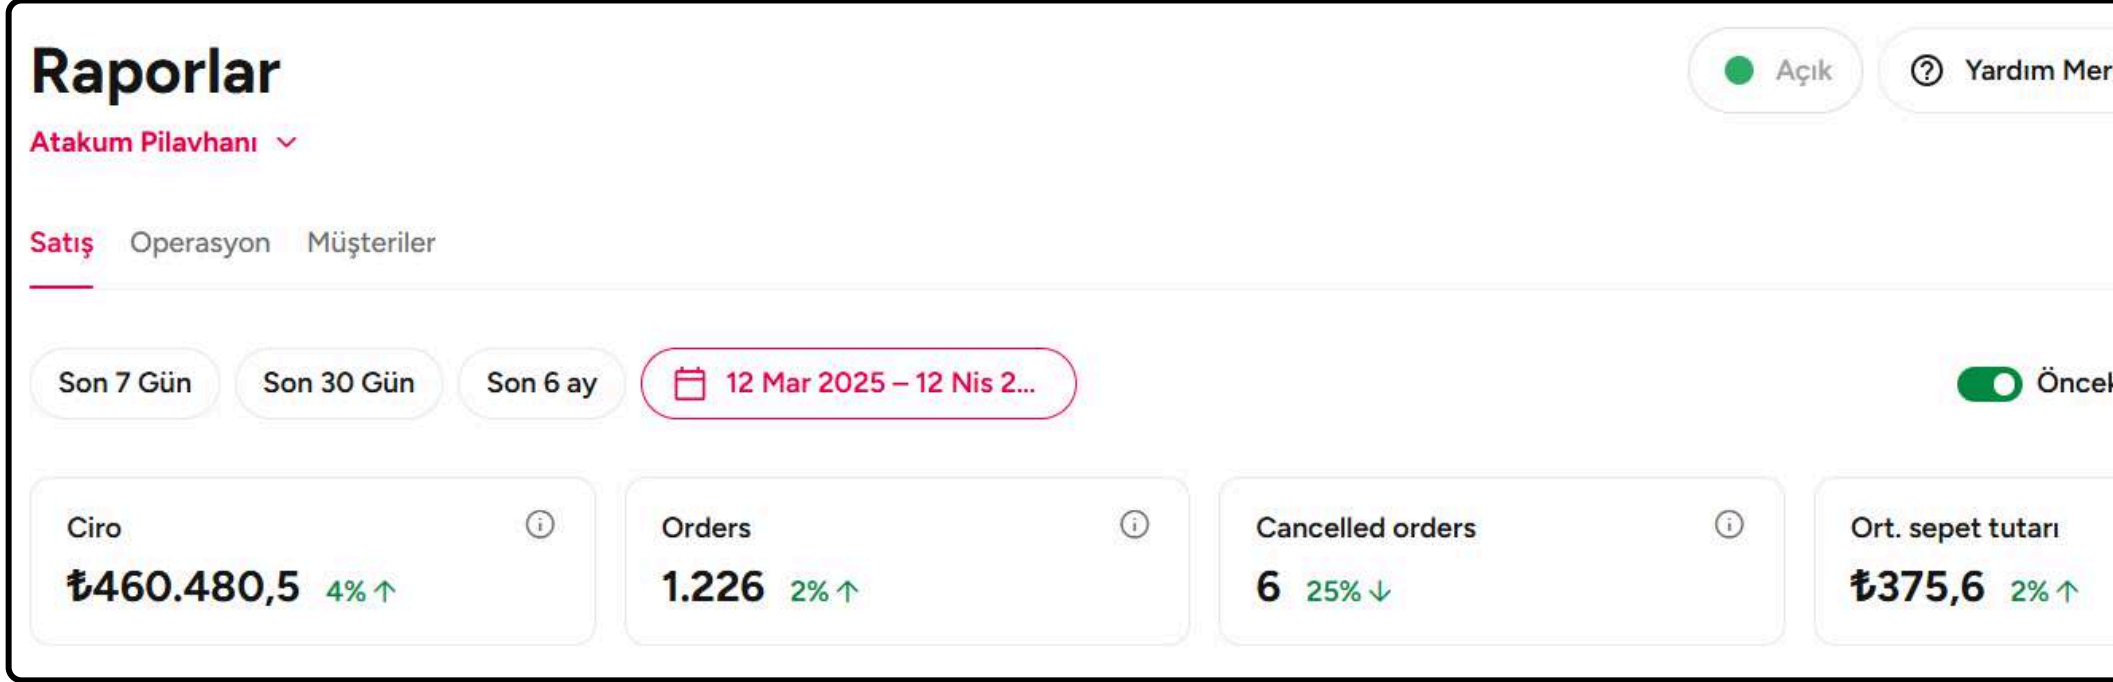 Raporlar
Açık
Yardım Mer
Atakum Pilavhanı
Satış Operasyon Müşteriler
Son 7 Gün Son 30 Gün Son 6 ay 12 Mar 2025 – 12 Nis 2... Öncek
Ciro Orders Cancelled orders Ort. sepet tutarı
₺460.480,5 4% ↑ 1.226 2% ↑ 6 25% ↓ ₺375,6 2% ↑